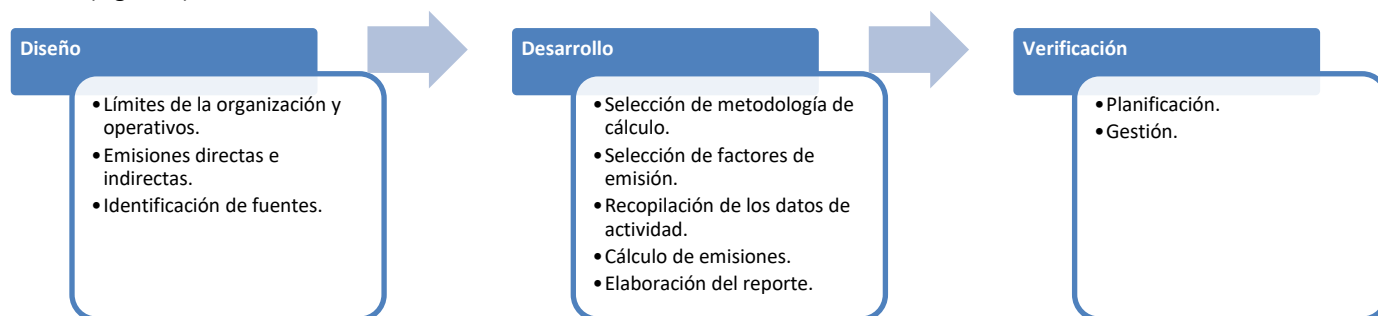 Diseño
• Límites de la organización y
operativos.
• Emisiones directas e
indirectas.
• Identificación de fuentes.
Desarrollo
• Selección de metodología de
cálculo.
• Selección de factores de
emisión.
• Recopilación de los datos de
actividad.
• Cálculo de emisiones.
• Elaboración del reporte.
Verificación
• Planificación.
• Gestión.